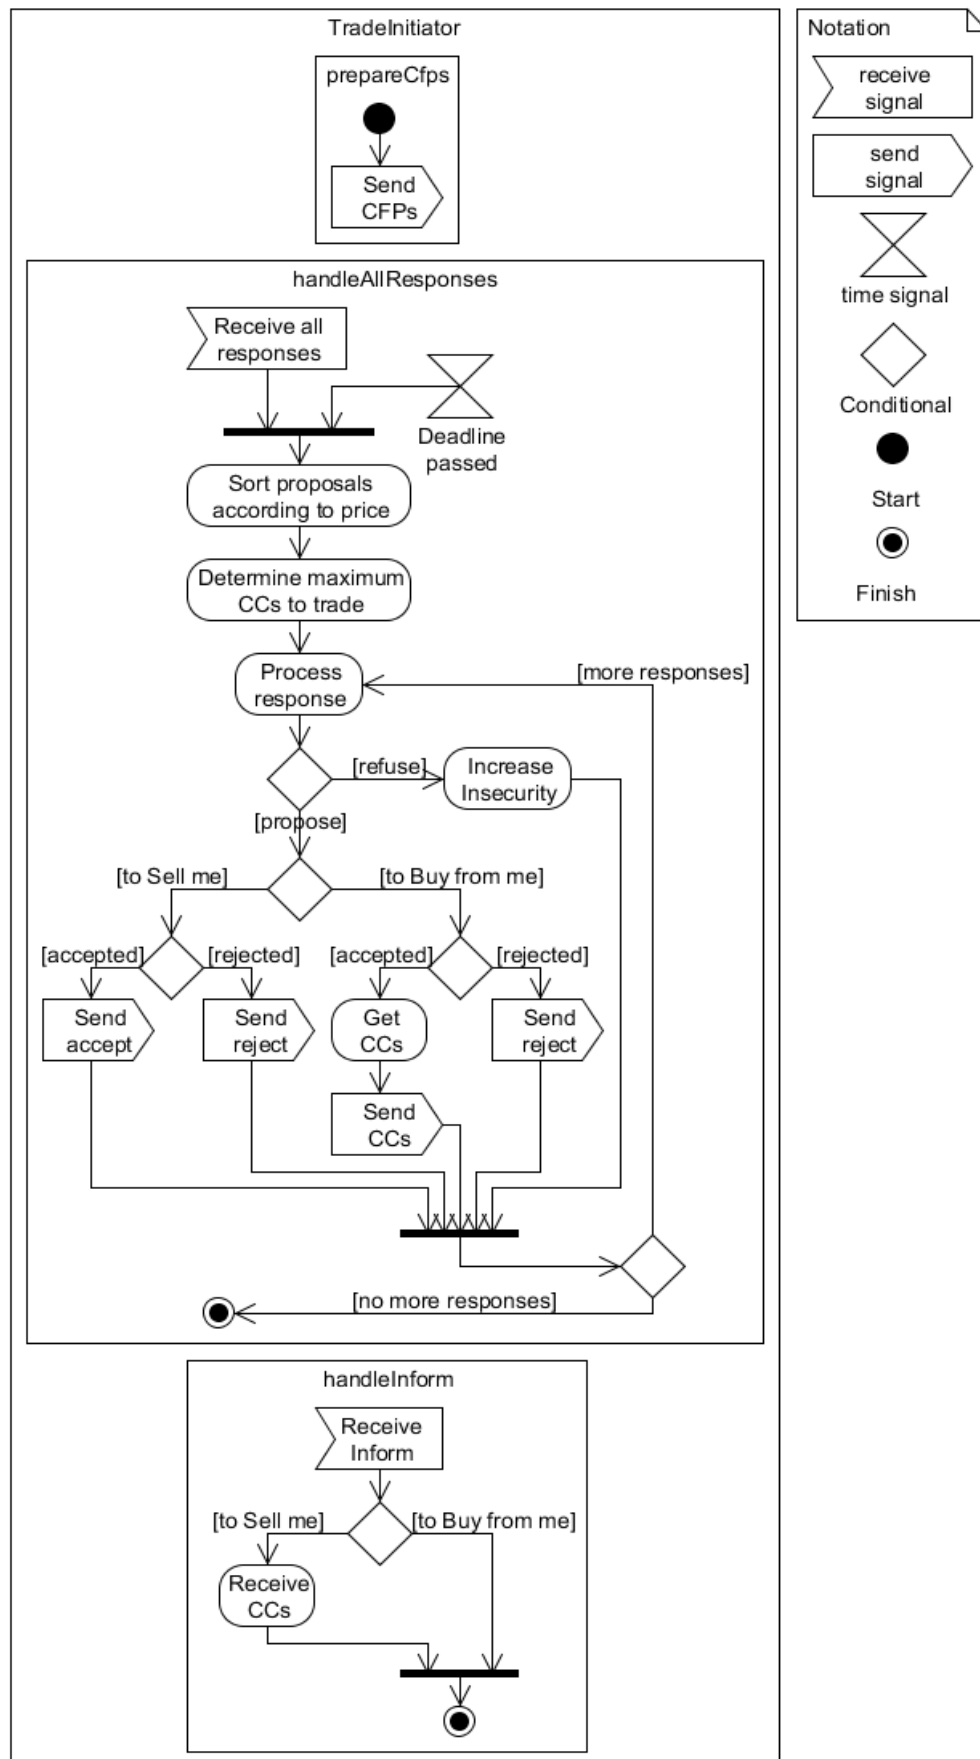 TradeInitiator
prepareCfps
Send
CFPs
handleAllResponses
Receive all
responses
Deadline
passed
Sort proposals
according to price
Determine maximum
CCs to trade
Process
response
[more responses]
[refuse]
Increase
Insecurity
[propose]
[to Sell me]
[to Buy from me]
[accepted]
[rejected]
[accepted]
[rejected]
Send
accept
Send
reject
Get
CCs
Send
reject
Send
CCs
[no more responses]
handleInform
Receive
Inform
[to Sell me]
[to Buy from me]
Receive
CCs
Notation
receive
signal
send
signal
time signal
Conditional
Start
Finish